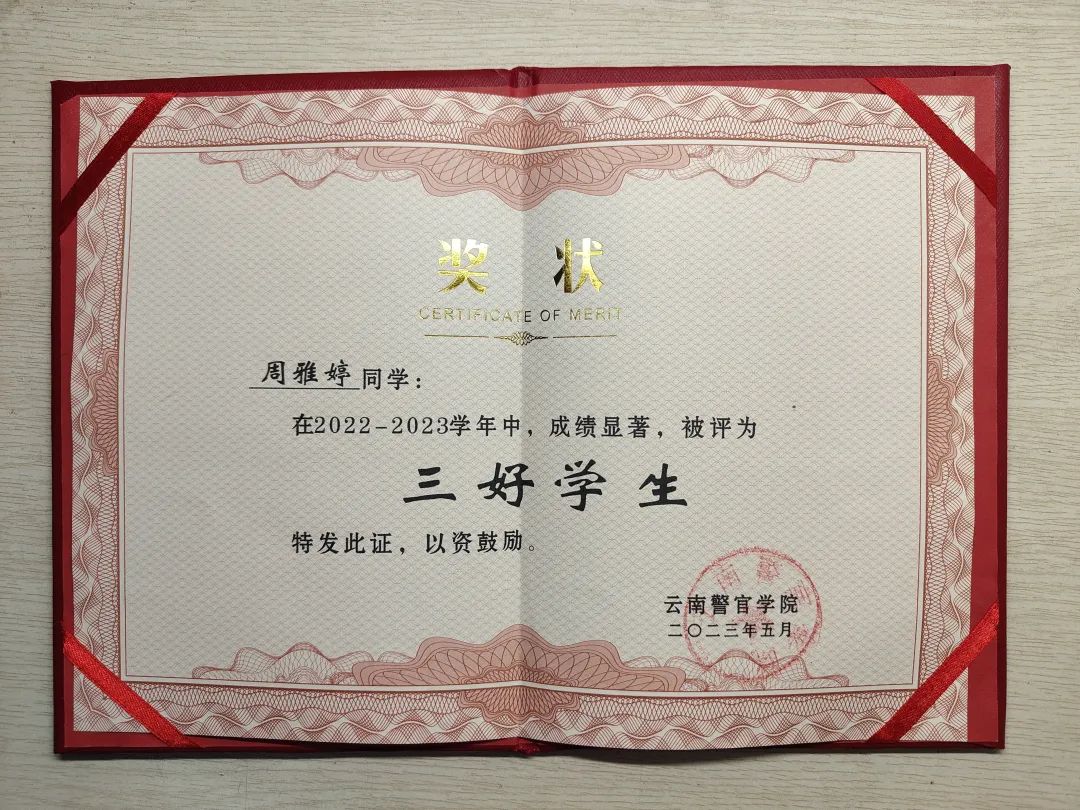 奖 状
CERTIFICATE OF MERIT
周雅婷同学:
在2022-2023学年中，成绩显著，被评为
三好学生
特发此证，以资鼓励。
云南警官学院
二〇二三年五月